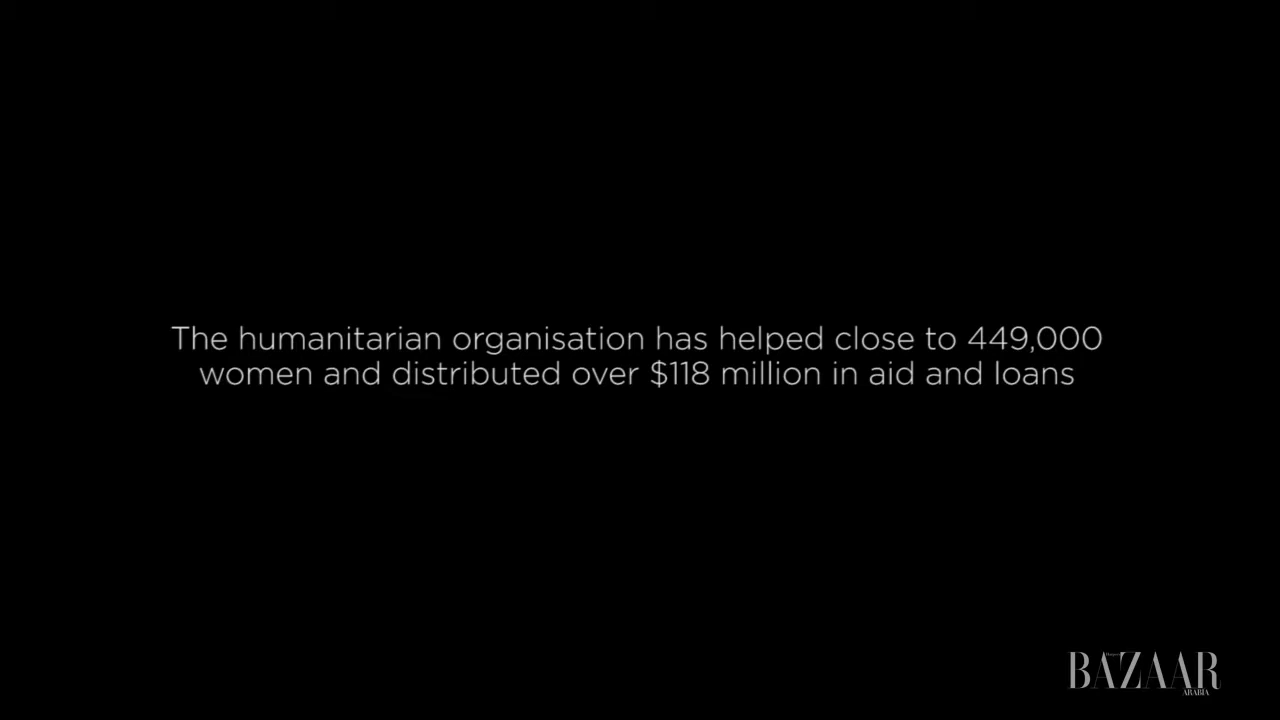 The humanitarian organisation has helped close to 449,000
women and distributed over $118 million in aid and loans
BAZAAR
ARABIA